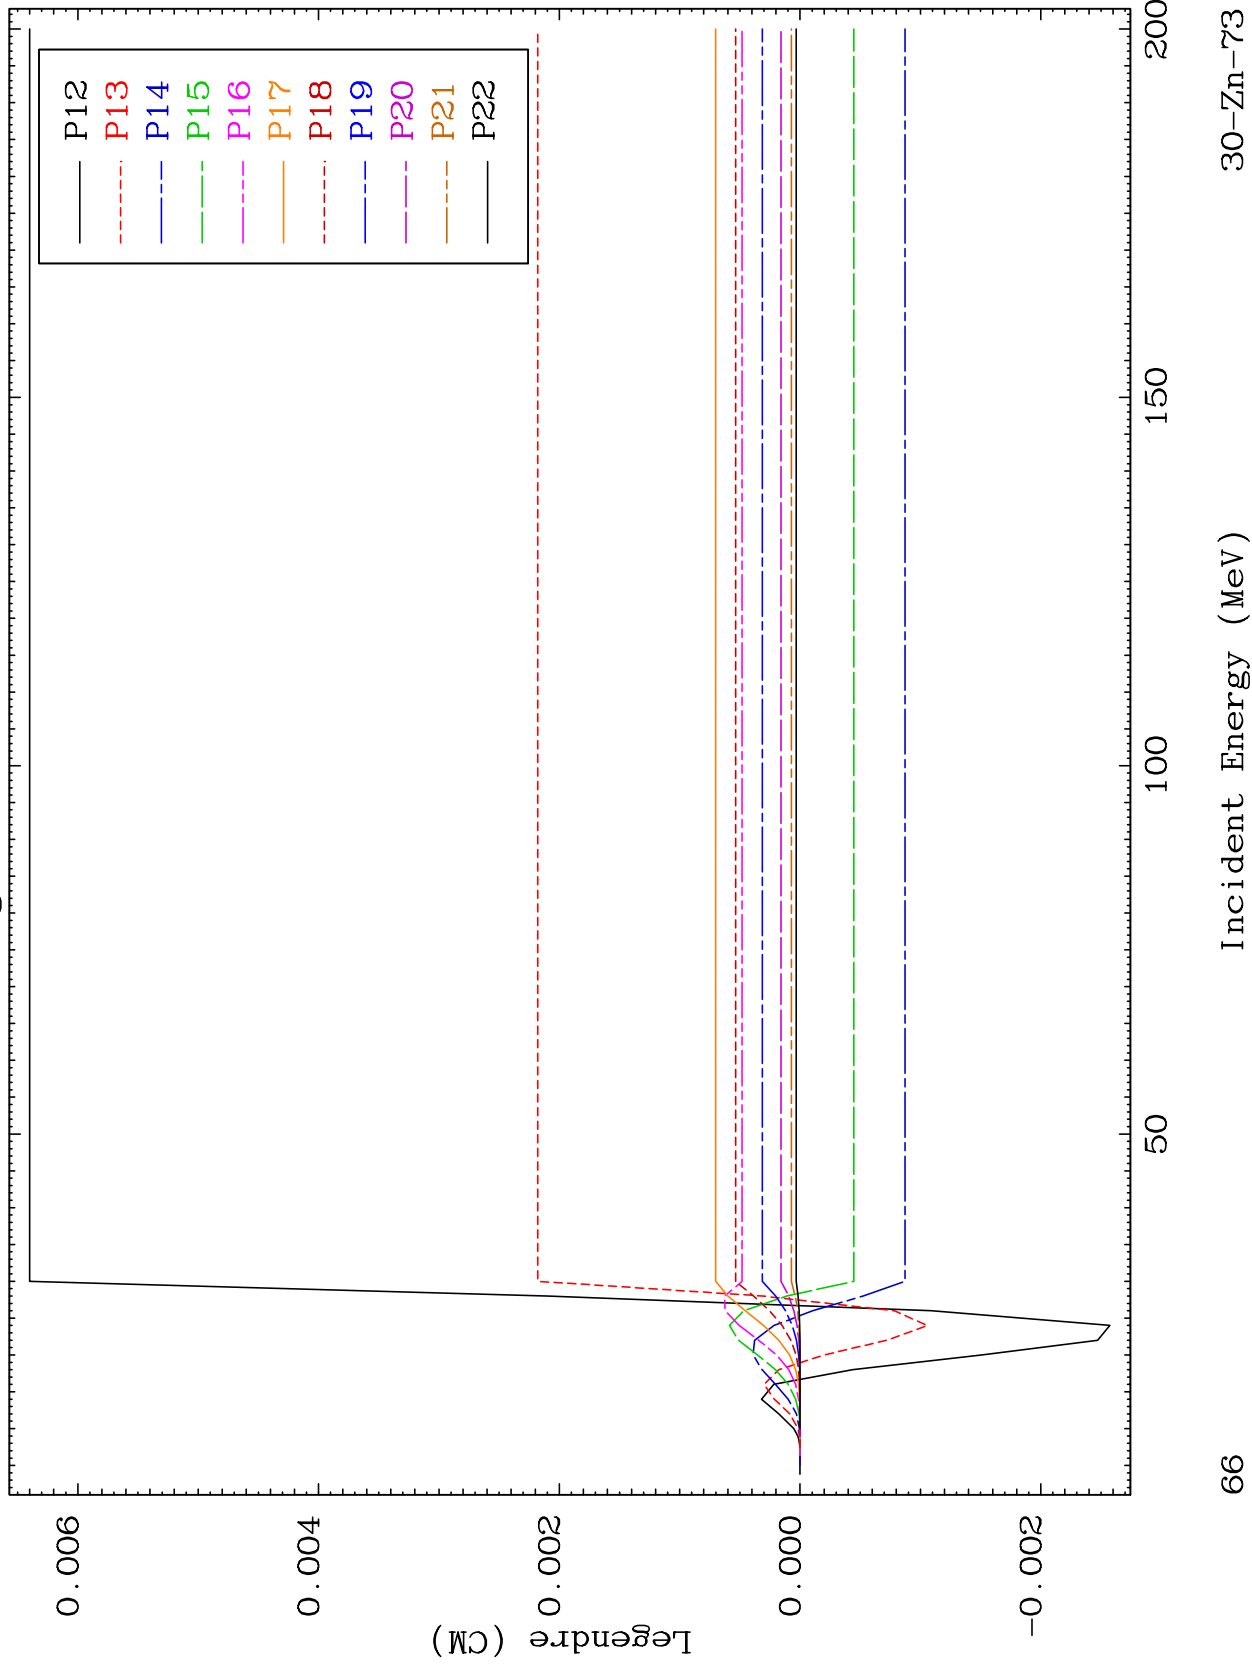 P12
P13
P14
P15
P16
P17
P18
P19
P20
P21
P22
0.006
0.004
0.002
0.000
-0.002
Legendre (CM)
50
100
150
200
Incident Energy (MeV)
66
30-Zn-73